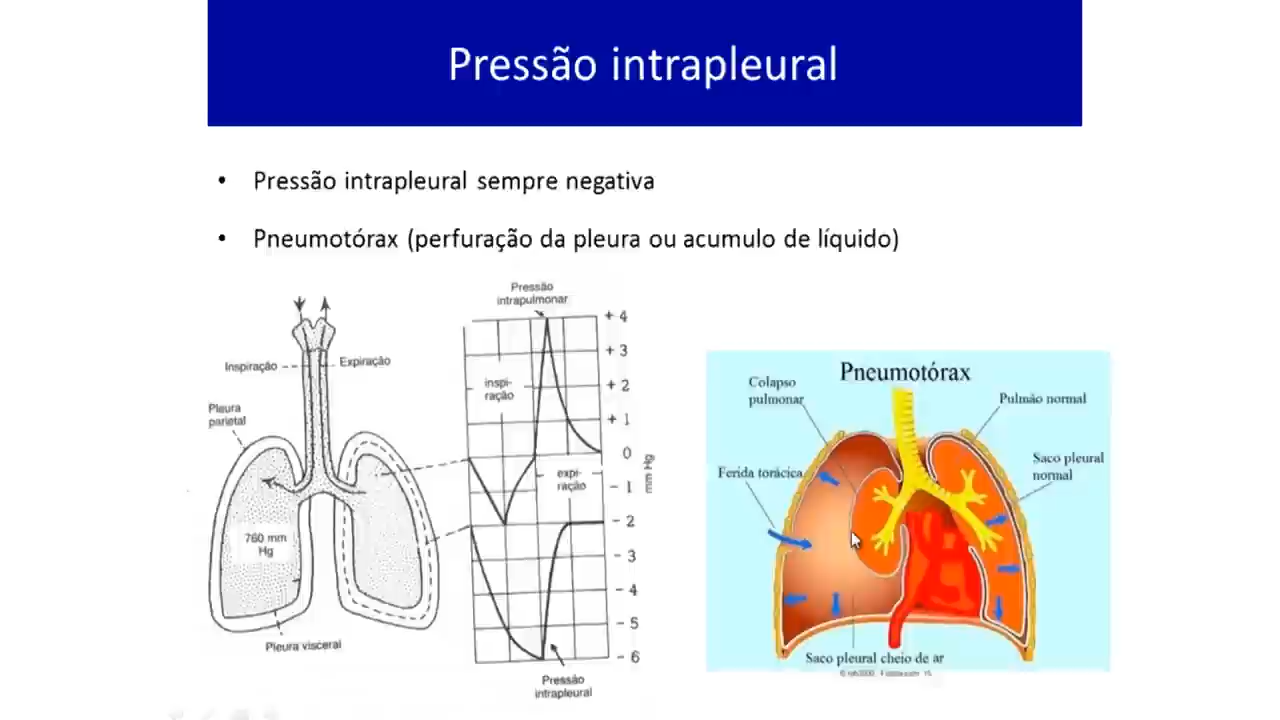 Pressão intrapleural
• Pressão intrapleural sempre negativa
• Pneumotórax (perfuração da pleura ou acumulo de líquido)
Inspiração
Expiração
Pleura
parietal
760 mm
Hg
Pleura visceral
Pressão
intrapulmonar
inspi-
ração
expi-
ração
+ 4
+ 3
+ 2
+ 1
0
- 1
- 2
- 3
- 4
- 5
- 6
mm Hg
Pressão
intrapleural
Pneumotórax
Colapso
pulmonar
Pulmão normal
Ferida torácica
Saco pleural
normal
Saco pleural cheio de ar